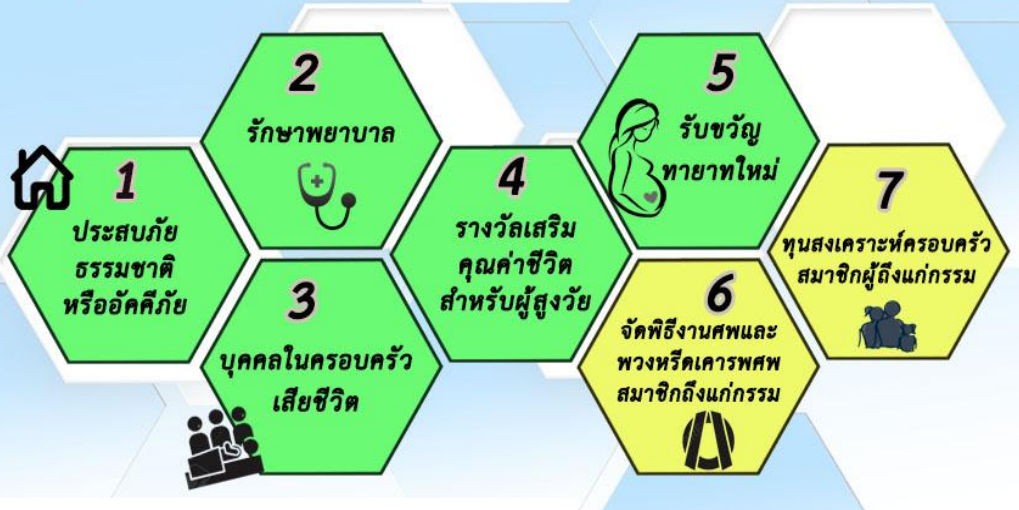 1
ประสบภัย
ธรรมชาติ
หรืออัคคีภัย
2
รักษาพยาบาล
3
บุคคลในครอบครัว
เสียชีวิต
4
รางวัลเสริม
คุณค่าชีวิต
สำหรับผู้สูงวัย
5
รับขวัญ
ทายาทใหม่
6
จัดพิธีงานศพและ
พวงหรีดเคารพศพ
สมาชิกถึงแก่กรรม
7
ทุนสงเคราะห์ครอบครัว
สมาชิกผู้ถึงแก่กรรม